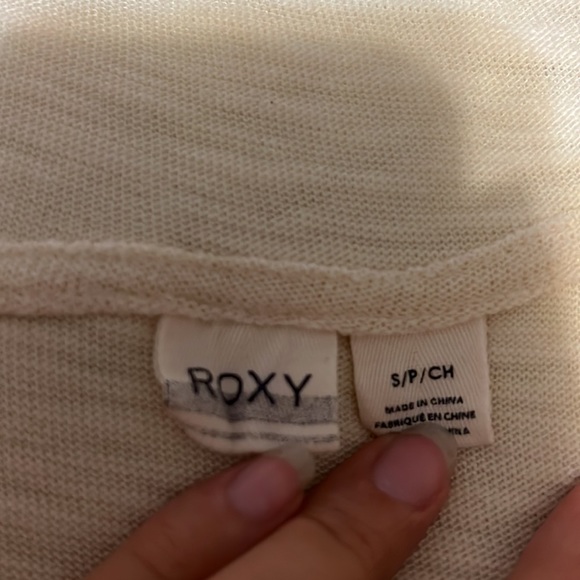 ROXY
S/P/CH
MADE IN CHINA
FABRIQUÉ EN CHINE